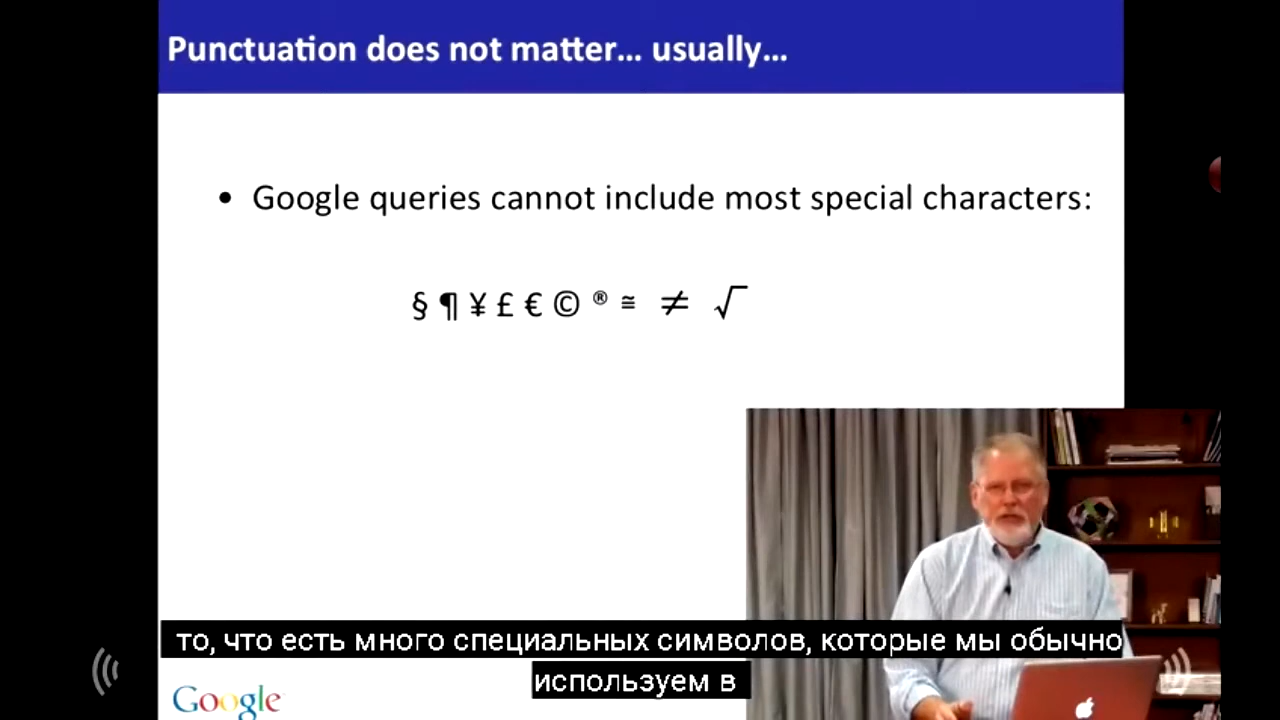 Punctuation does not matter... usually...
• Google queries cannot include most special characters:
§ ¶ ¥ £ € © ® ≅ ≠ √
то, что есть много специальных символов, которые мы обычно
используем в
Google